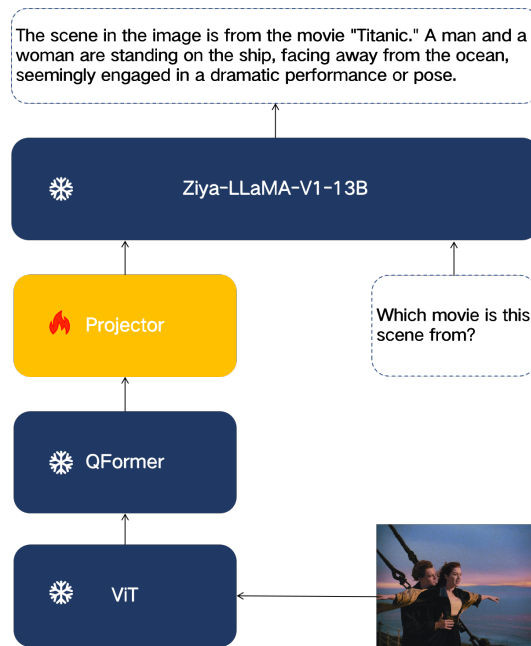 The scene in the image is from the movie "Titanic." A man and a
woman are standing on the ship, facing away from the ocean,
seemingly engaged in a dramatic performance or pose.
Ziya-LLaMA-V1-13B
Projector
Which movie is this
scene from?
QFormer
ViT